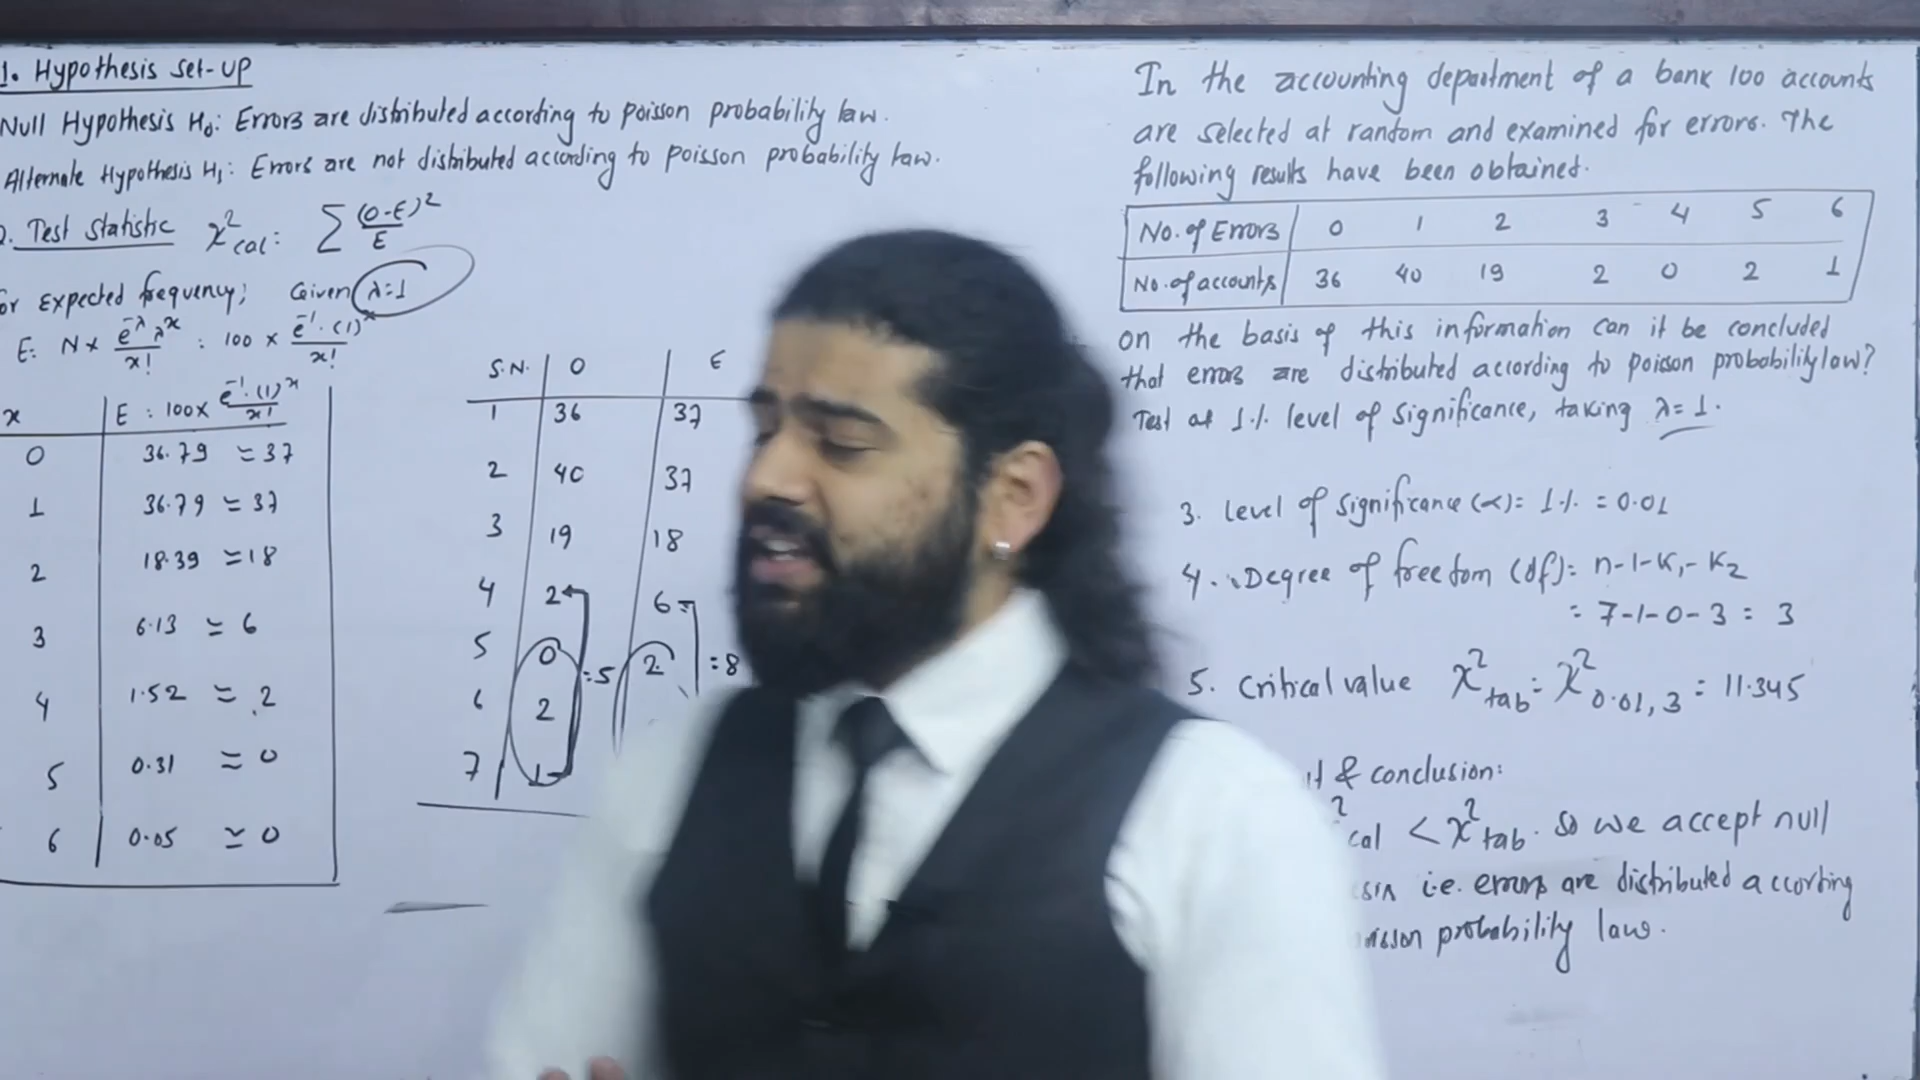 1. Hypothesis set-up
Null Hypothesis H₀: Errors are distributed according to poisson probability law.
Alternate Hypothesis H₁: Errors are not distributed according to poisson probability law.
2. Test statistic χ²cal: Σ (O-E)²/E
or expected frequency; Given λ=1
E: N × e^-λ λ^x / x! : 100 × e^-1 · (1)^x / x!
x E : 100 × e^-1 · (1)^x / x!
0 36.79 ≃ 37
1 36.79 ≃ 37
2 18.39 ≃ 18
3 6.13 ≃ 6
4 1.52 ≃ 2
5 0.31 ≃ 0
6 0.05 ≃ 0
S.N. O E
1 36 37
2 40 37
3 19 18
4 2 6
5 0 :5 2 :8
6 2
7 1
In the accounting department of a bank 100 accounts
are selected at random and examined for errors. The
following results have been obtained.
No. of Errors 0 1 2 3 4 5 6
No. of accounts 36 40 19 2 0 2 1
on the basis of this information can it be concluded
that errors are distributed according to poisson probability law?
Test at 1.% level of significance, taking λ = 1.
3. Level of significance (α) = 1.% = 0.01
4. Degree of freedom (df) = n-1-K₁-K₂
= 7-1-0-3 = 3
5. Critical value χ²tab = χ²0.01,3 = 11.345
& conclusion:
cal < χ²tab. So we accept null
i.e. errors are distributed according
probability law.